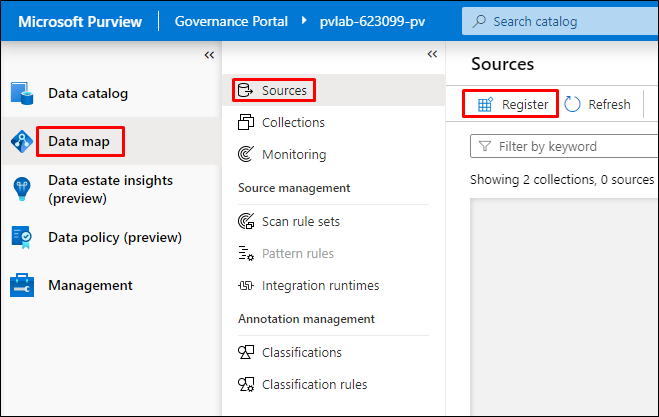 Microsoft Purview
Governance Portal
pvlab-623099-pv
Search catalog
Data catalog
Data map
Data estate insights
(preview)
Data policy (preview)
Management
Sources
Collections
Monitoring
Source management
Scan rule sets
Pattern rules
Integration runtimes
Annotation management
Classifications
Classification rules
Sources
Register
Refresh
Filter by keyword
Showing 2 collections, 0 sources